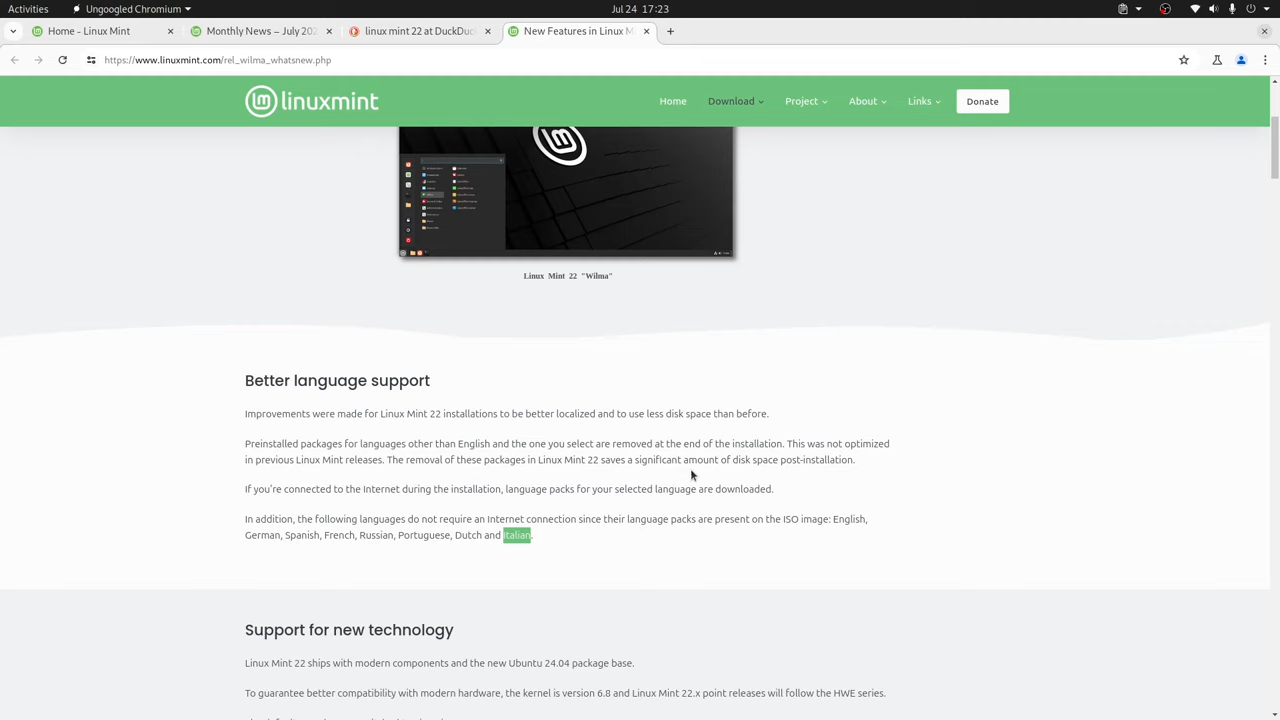 Activities
Ungoogled Chromium
Jul 24 17:23
Home - Linux Mint
Monthly News – July 202
linux mint 22 at DuckDuc
New Features in Linux M
https://www.linuxmint.com/rel_wilma_whatsnew.php
linuxmint
Home
Download
Project
About
Links
Donate
Linux Mint 22 "Wilma"
Better language support
Improvements were made for Linux Mint 22 installations to be better localized and to use less disk space than before.
Preinstalled packages for languages other than English and the one you select are removed at the end of the installation. This was not optimized
in previous Linux Mint releases. The removal of these packages in Linux Mint 22 saves a significant amount of disk space post-installation.
If you're connected to the Internet during the installation, language packs for your selected language are downloaded.
In addition, the following languages do not require an Internet connection since their language packs are present on the ISO image: English,
German, Spanish, French, Russian, Portuguese, Dutch and Italian.
Support for new technology
Linux Mint 22 ships with modern components and the new Ubuntu 24.04 package base.
To guarantee better compatibility with modern hardware, the kernel is version 6.8 and Linux Mint 22.x point releases will follow the HWE series.